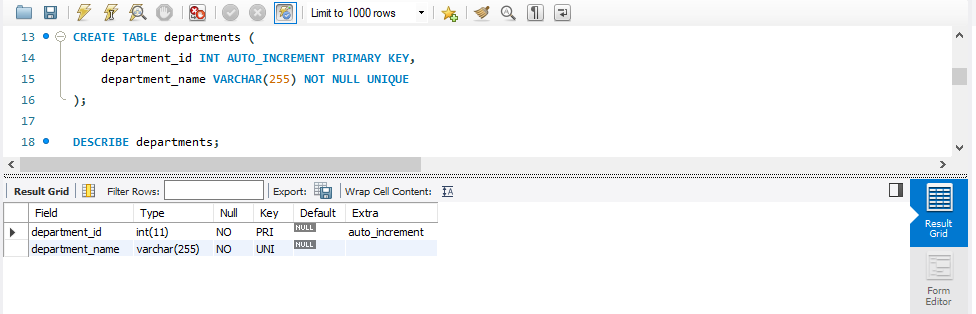 Limit to 1000 rows
13 CREATE TABLE departments (
14 department_id INT AUTO_INCREMENT PRIMARY KEY,
15 department_name VARCHAR(255) NOT NULL UNIQUE
16 );
17
18 DESCRIBE departments;
Result Grid Filter Rows: Export: Wrap Cell Content:
Field Type Null Key Default Extra
department_id int(11) NO PRI NULL auto_increment
department_name varchar(255) NO UNI NULL
Result
Grid
Form
Editor